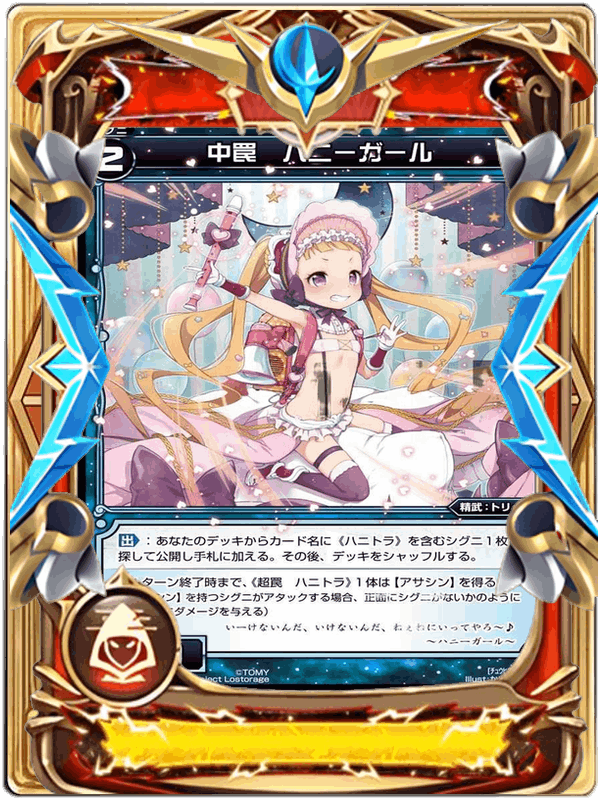 2
中罠 ハニーガール
精武:トリ
出:あなたのデッキからカード名に《ハニトラ》を含むシグニ1枚
探して公開し手札に加える。その後、デッキをシャッフルする。
ターン終了時まで、《超罠 ハニトラ》1体は【アサシン】を得る
シン】を持つシグニがアタックする場合、正面にシグニがないかのように
ダメージを与える)
いーけないんだ、いけないんだ、ねぇねにいってやろ~♪
~ハニーガール~
©TOMY
ject Lostorage
Illust